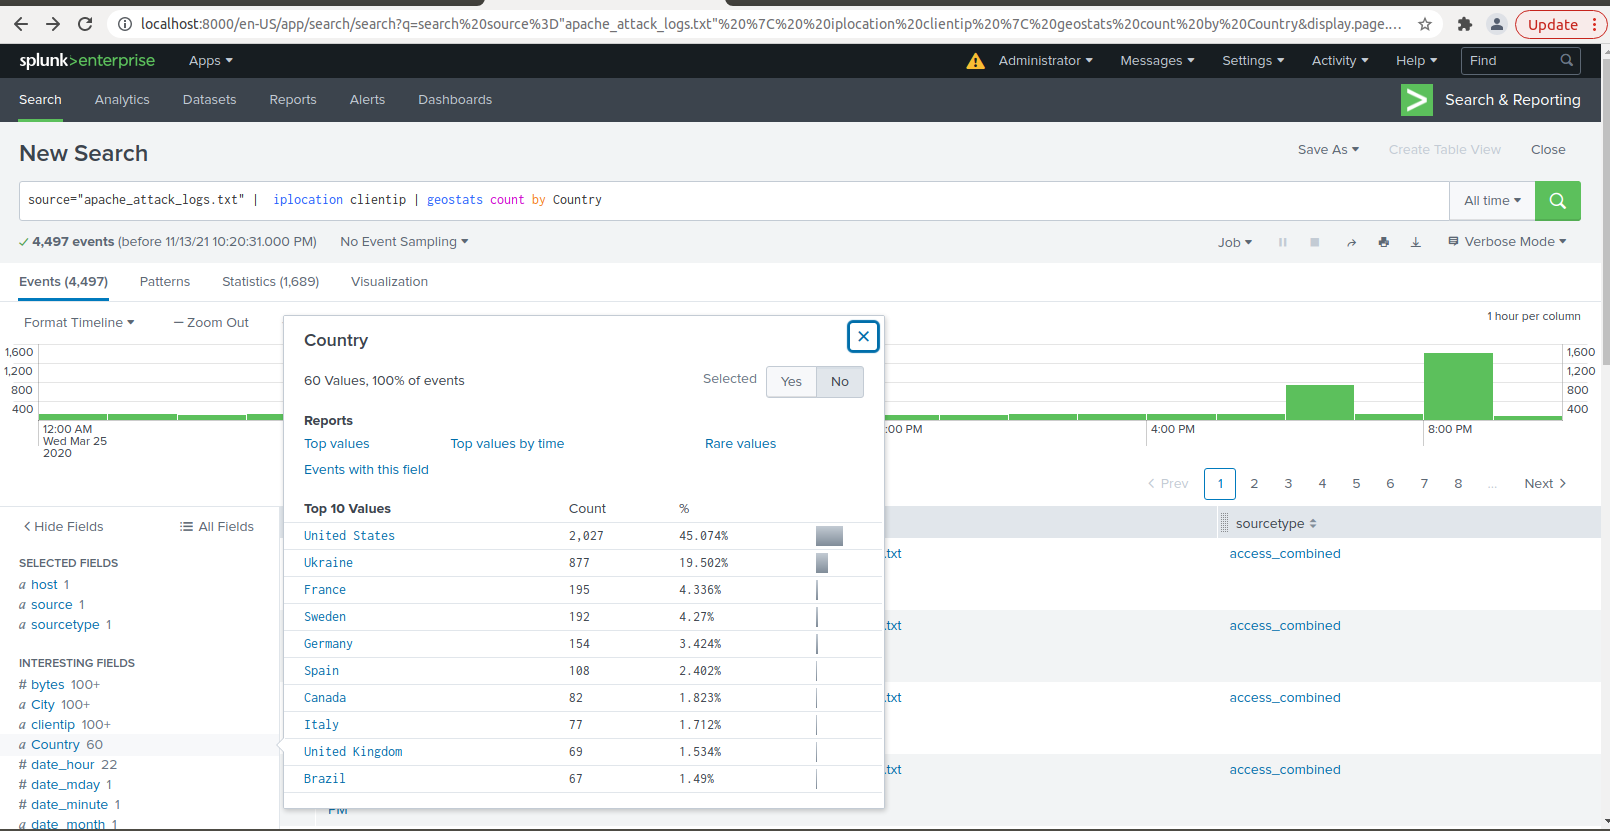 localhost:8000/en-US/app/search/search?q=search%20source%3D"apache_attack_logs.txt"%20%7C%20%20iplocation%20clientip%20%7C%20geostats%20count%20by%20Country&display.page....
Update
splunk>enterprise Apps
Administrator Messages Settings Activity Help Find
Search Analytics Datasets Reports Alerts Dashboards
Search & Reporting
New Search
Save As Create Table View Close
source="apache_attack_logs.txt" | iplocation clientip | geostats count by Country
All time
4,497 events (before 11/13/21 10:20:31.000 PM) No Event Sampling
Job Verbose Mode
Events (4,497) Patterns Statistics (1,689) Visualization
Format Timeline — Zoom Out
1 hour per column
1,600
1,200
800
400
1,600
1,200
800
400
12:00 AM
Wed Mar 25
2020
:00 PM
4:00 PM
8:00 PM
Prev 1 2 3 4 5 6 7 8 ... Next
Hide Fields All Fields
SELECTED FIELDS
a host 1
a source 1
a sourcetype 1
INTERESTING FIELDS
# bytes 100+
a City 100+
a clientip 100+
a Country 60
# date_hour 22
# date_mday 1
# date_minute 1
a date_month 1
Country
60 Values, 100% of events
Selected Yes No
Reports
Top values Top values by time Rare values
Events with this field
Top 10 Values Count %
United States 2,027 45.074%
Ukraine 877 19.502%
France 195 4.336%
Sweden 192 4.27%
Germany 154 3.424%
Spain 108 2.402%
Canada 82 1.823%
Italy 77 1.712%
United Kingdom 69 1.534%
Brazil 67 1.49%
PM
sourcetype
.txt access_combined
.txt access_combined
.txt access_combined
.txt access_combined